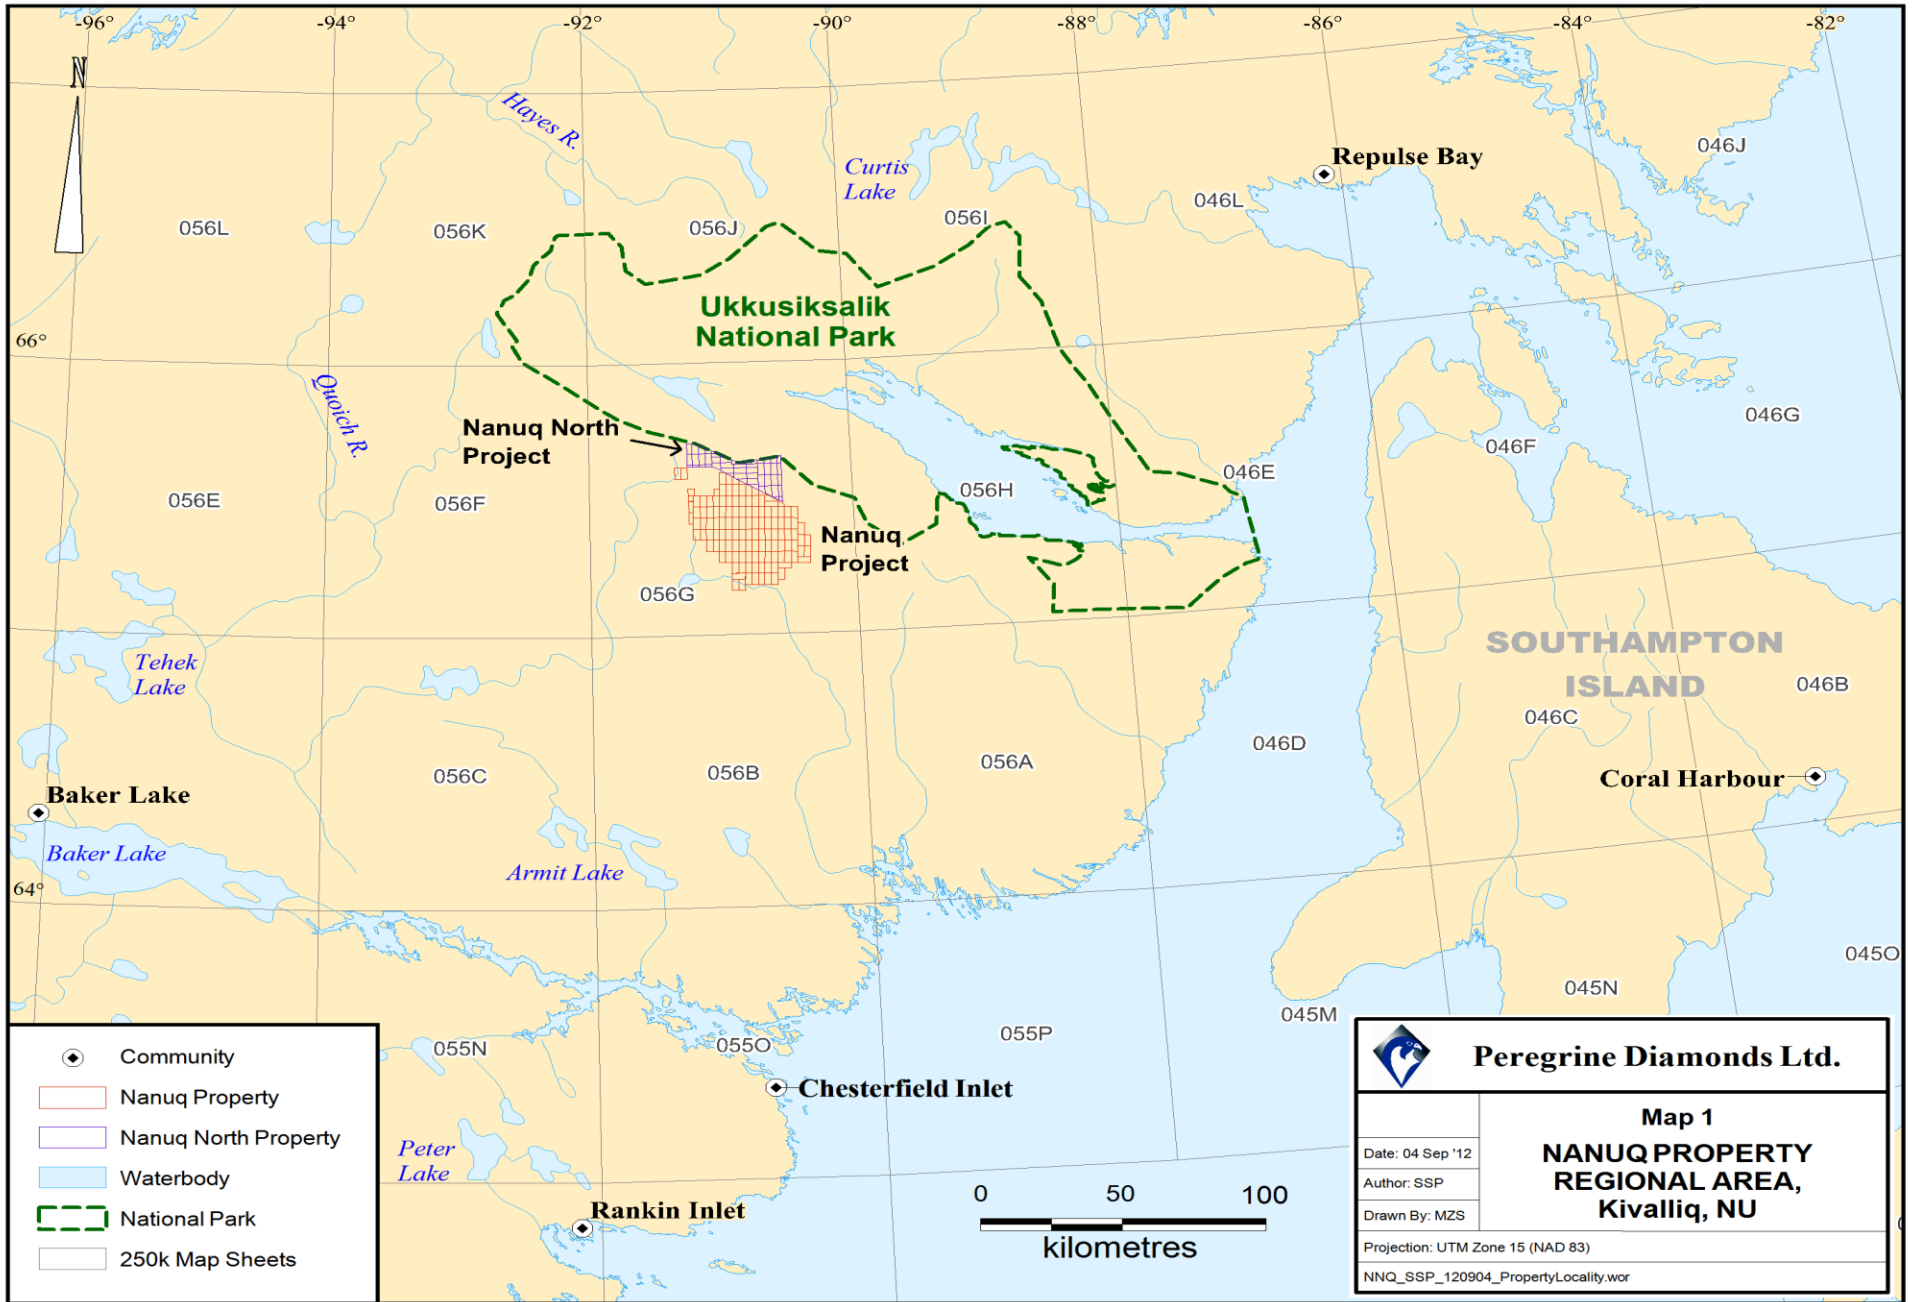 -96°
-94°
-92°
-90°
-88°
-86°
-84°
-82°
N
Hayes R.
Curtis
Lake
Repulse Bay
046J
046L
056L
056K
056J
056I
Ukkusiksalik
National Park
66°
Quoich R.
046G
046F
Nanuq North
Project
046E
056E
056F
056H
Nanuq
Project
056G
Tehek
Lake
SOUTHAMPTON
ISLAND
046B
046C
046D
056C
056B
056A
Coral Harbour
Baker Lake
Baker Lake
Armit Lake
64°
045O
045N
045M
055P
055O
055N
Chesterfield Inlet
Peter
Lake
Rankin Inlet
Community
Nanuq Property
Nanuq North Property
Waterbody
National Park
250k Map Sheets
0 50 100
kilometres
Peregrine Diamonds Ltd.
Map 1
NANUQ PROPERTY
REGIONAL AREA,
Kivalliq, NU
Date: 04 Sep '12
Author: SSP
Drawn By: MZS
Projection: UTM Zone 15 (NAD 83)
NNQ_SSP_120904_PropertyLocality.wor